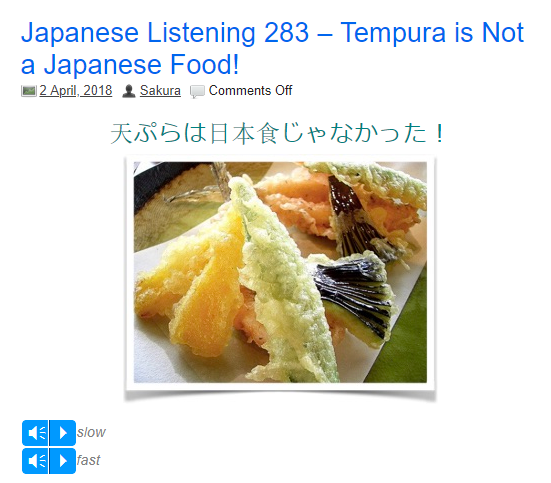 Japanese Listening 283 – Tempura is Not
a Japanese Food!
2 April, 2018 Sakura Comments Off
天ぷらは日本食じゃなかった！
slow
fast